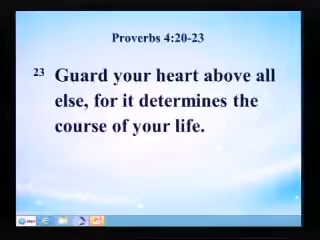 Proverbs 4:20-23
23 Guard your heart above all
else, for it determines the
course of your life.
start